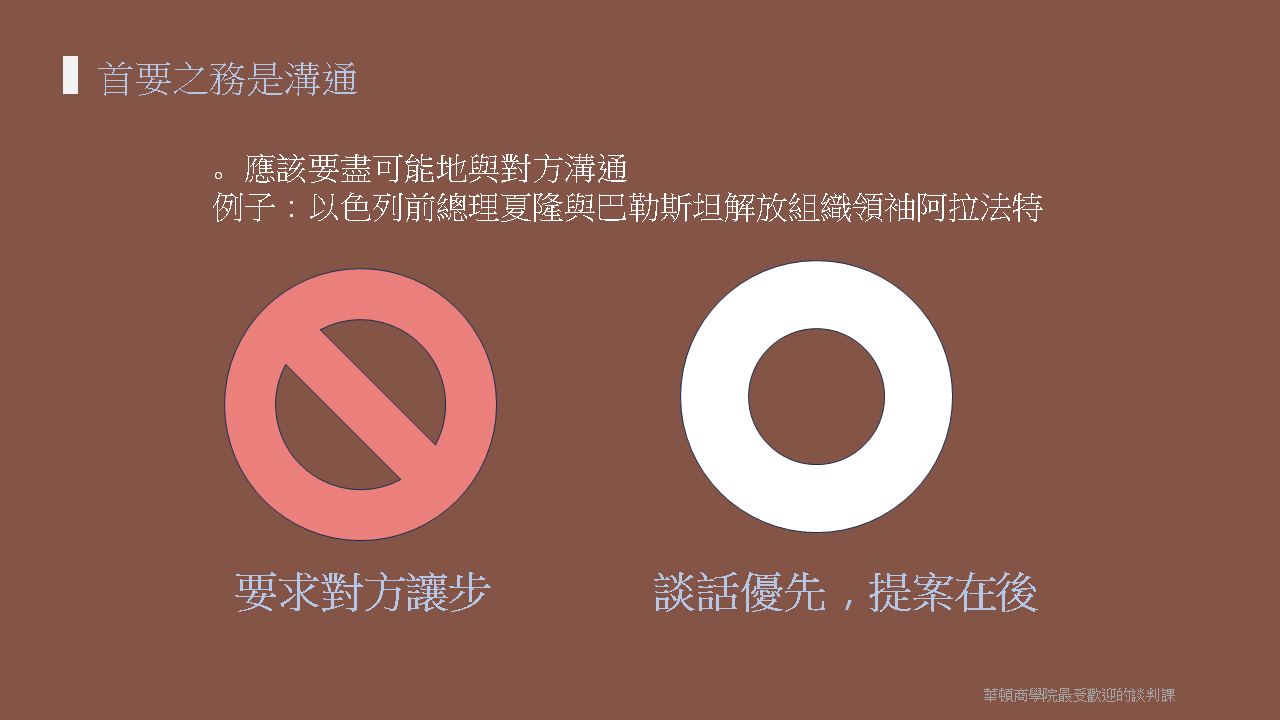 首要之務是溝通
。應該要盡可能地與對方溝通
例子：以色列前總理夏隆與巴勒斯坦解放組織領袖阿拉法特
要求對方讓步
談話優先，提案在後
華頓商學院最受歡迎的談判課